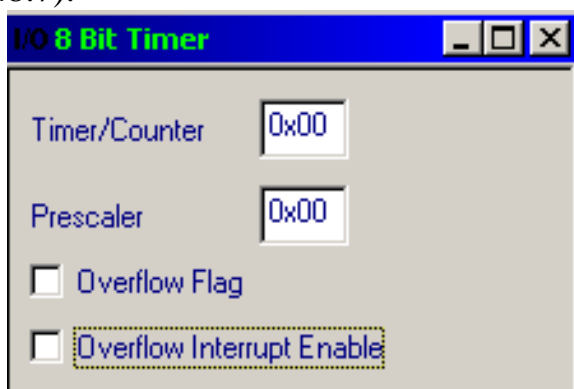 I/O 8 Bit Timer
Timer/Counter 0x00
Prescaler 0x00
Overflow Flag
Overflow Interrupt Enable